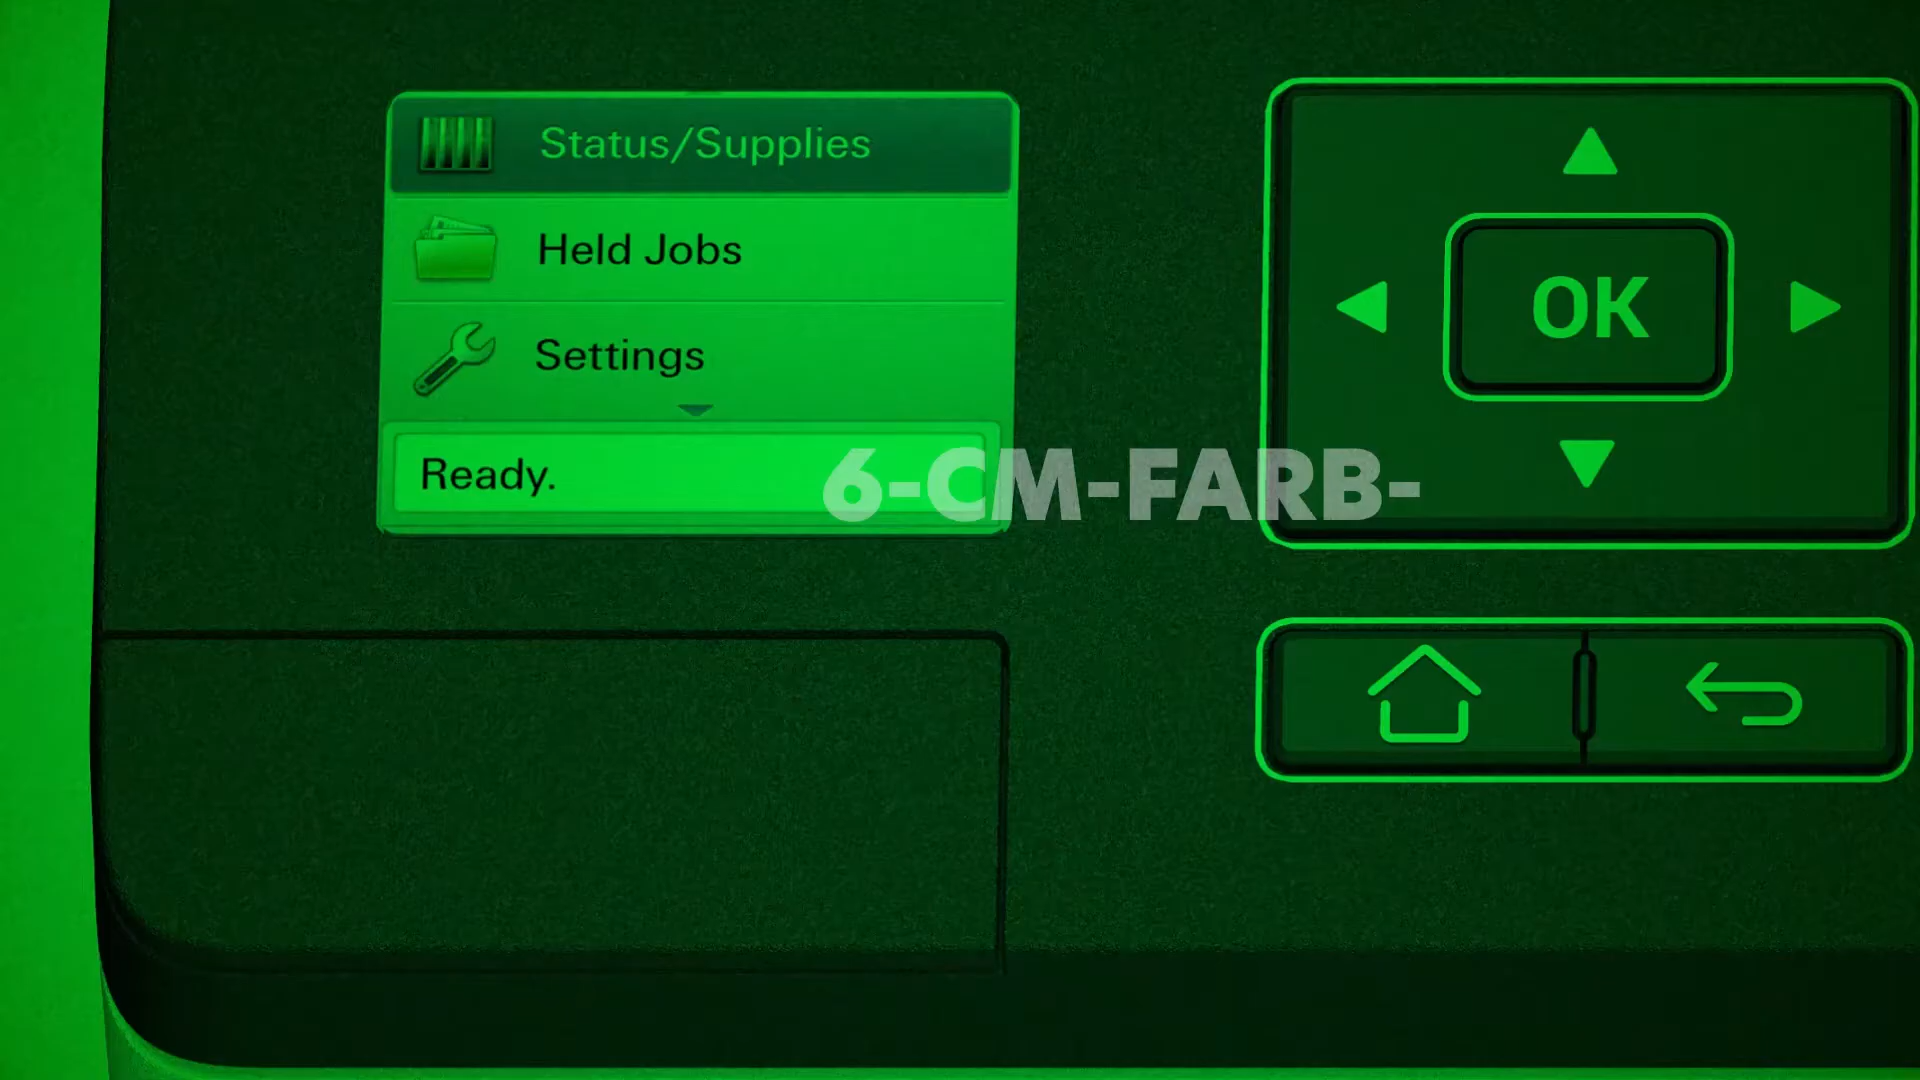 Status/Supplies
Held Jobs
Settings
Ready.
OK
6-CM-FARB-